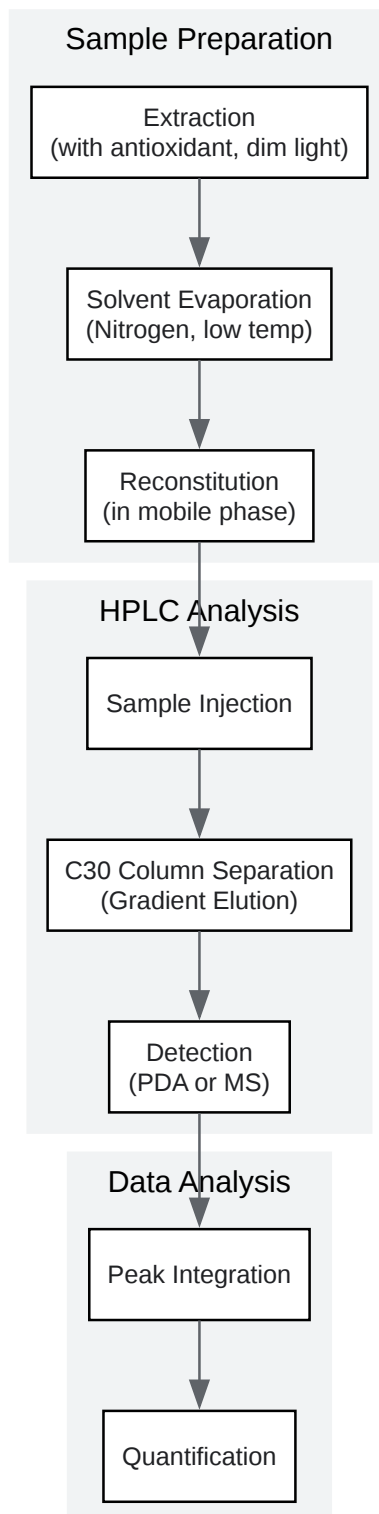 Sample Preparation
Extraction
(with antioxidant, dim light)
Solvent Evaporation
(Nitrogen, low temp)
Reconstitution
(in mobile phase)
HPLC Analysis
Sample Injection
C30 Column Separation
(Gradient Elution)
Detection
(PDA or MS)
Data Analysis
Peak Integration
Quantification